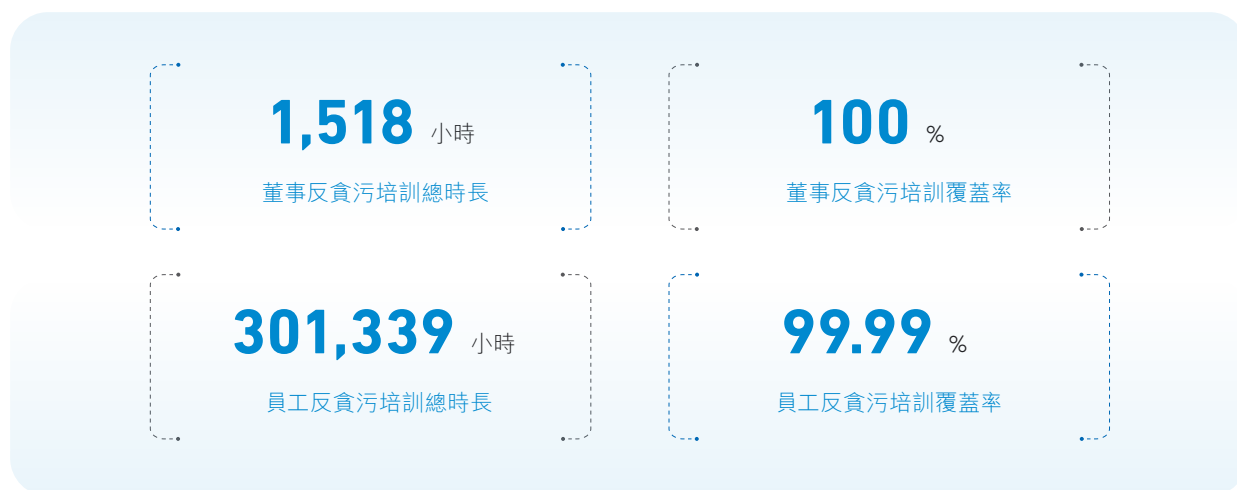 1,518 小時
董事反貪污培訓總時長
100 %
董事反貪污培訓覆蓋率
301,339 小時
員工反貪污培訓總時長
99.99 %
員工反貪污培訓覆蓋率